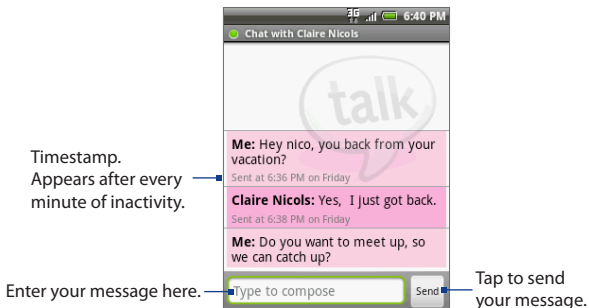 3G 6:40 PM
Chat with Claire Nicols
talk
Me: Hey nico, you back from your
vacation?
Sent at 6:36 PM on Friday
Claire Nicols: Yes, I just got back.
Sent at 6:38 PM on Friday
Me: Do you want to meet up, so
we can catch up?
Type to compose
Send
Timestamp.
Appears after every
minute of inactivity.
Enter your message here.
Tap to send
your message.